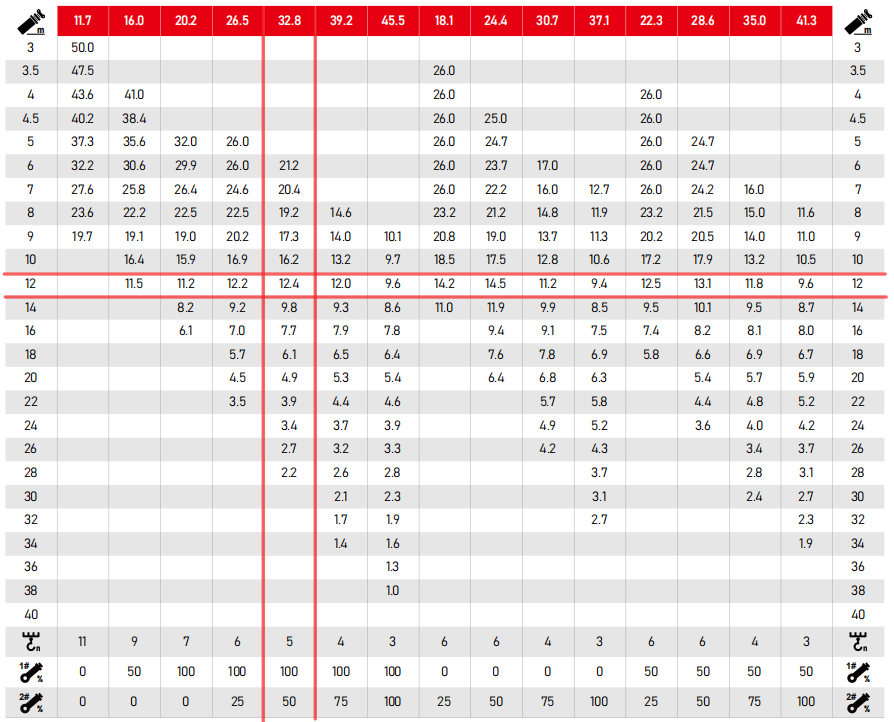 m 11.7 16.0 20.2 26.5 32.8 39.2 45.5 18.1 24.4 30.7 37.1 22.3 28.6 35.0 41.3 m
3 50.0 3
3.5 47.5 26.0 3.5
4 43.6 41.0 26.0 26.0 4
4.5 40.2 38.4 26.0 25.0 26.0 4.5
5 37.3 35.6 32.0 26.0 26.0 24.7 26.0 24.7 5
6 32.2 30.6 29.9 26.0 21.2 26.0 23.7 17.0 26.0 24.7 6
7 27.6 25.8 26.4 24.6 20.4 26.0 22.2 16.0 12.7 26.0 24.2 16.0 7
8 23.6 22.2 22.5 22.5 19.2 14.6 23.2 21.2 14.8 11.9 23.2 21.5 15.0 11.6 8
9 19.7 19.1 19.0 20.2 17.3 14.0 10.1 20.8 19.0 13.7 11.3 20.2 20.5 14.0 11.0 9
10 16.4 15.9 16.9 16.2 13.2 9.7 18.5 17.5 12.8 10.6 17.2 17.9 13.2 10.5 10
12 11.5 11.2 12.2 12.4 12.0 9.6 14.2 14.5 11.2 9.4 12.5 13.1 11.8 9.6 12
14 8.2 9.2 9.8 9.3 8.6 11.0 11.9 9.9 8.5 9.5 10.1 9.5 8.7 14
16 6.1 7.0 7.7 7.9 7.8 9.4 9.1 7.5 7.4 8.2 8.1 8.0 16
18 5.7 6.1 6.5 6.4 7.6 7.8 6.9 5.8 6.6 6.9 6.7 18
20 4.5 4.9 5.3 5.4 6.4 6.8 6.3 5.4 5.7 5.9 20
22 3.5 3.9 4.4 4.6 5.7 5.8 4.4 4.8 5.2 22
24 3.4 3.7 3.9 4.9 5.2 3.6 4.0 4.2 24
26 2.7 3.2 3.3 4.2 4.3 3.4 3.7 26
28 2.2 2.6 2.8 3.7 2.8 3.1 28
30 2.1 2.3 3.1 2.4 2.7 30
32 1.7 1.9 2.7 2.3 32
34 1.4 1.6 1.9 34
36 1.3 36
38 1.0 38
40 40
n 11 9 7 6 5 4 3 6 6 4 3 6 6 4 3 n
1# % 0 50 100 100 100 100 100 0 0 0 0 50 50 50 50 1# %
2# % 0 0 0 25 50 75 100 25 50 75 100 25 50 75 100 2# %